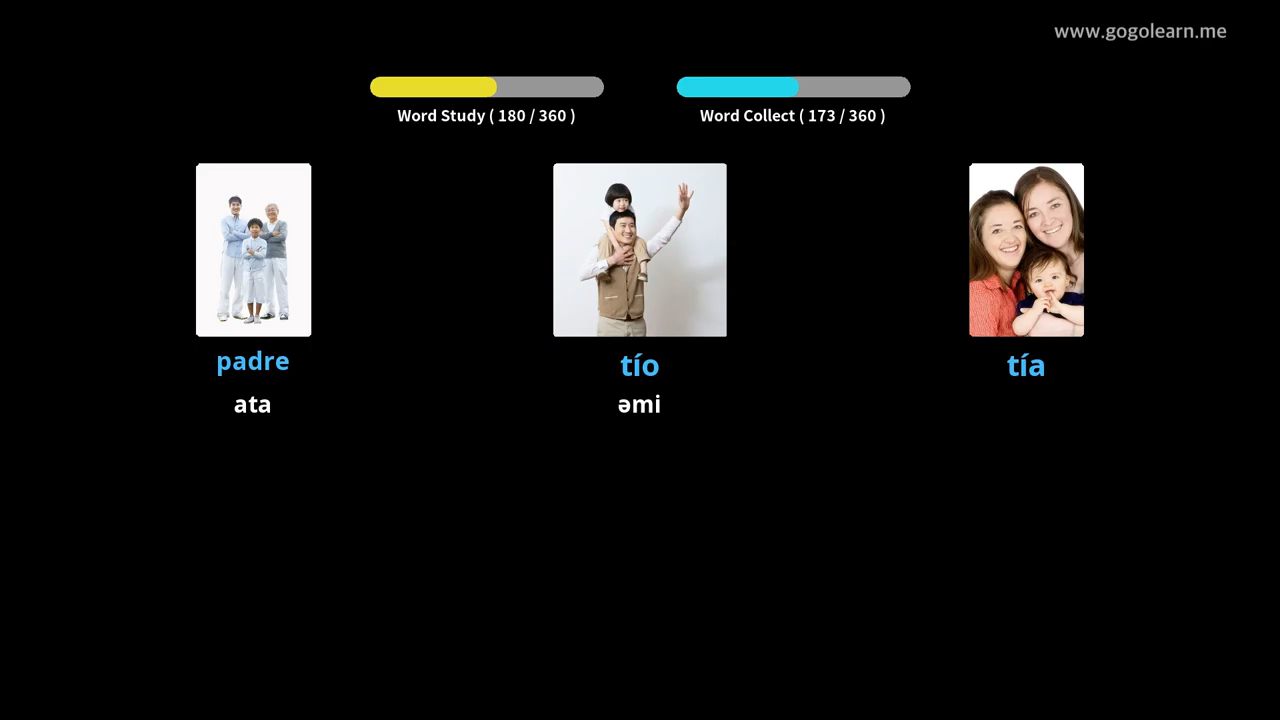 www.gogolearn.me
Word Study ( 180 / 360 )
Word Collect ( 173 / 360 )
padre
tío
tía
ata
əmi